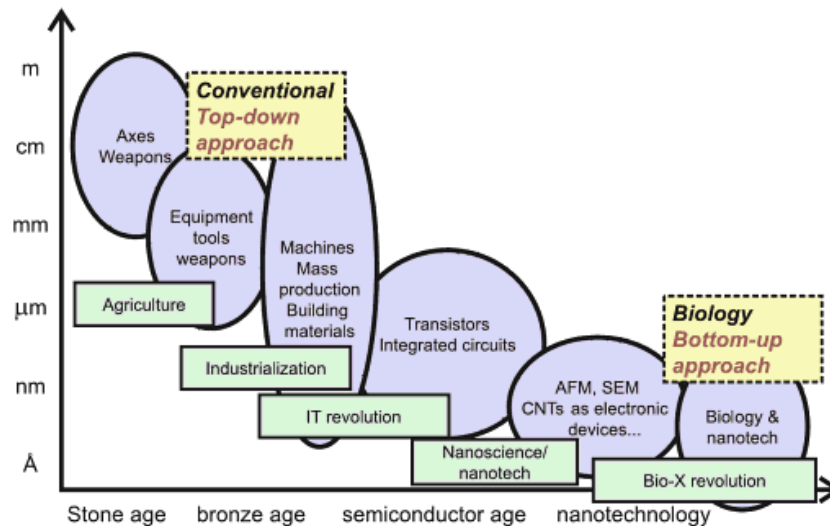 m
cm
mm
μm
nm
Å
Axes
Weapons
Conventional
Top-down
approach
Equipment
tools
weapons
Agriculture
Machines
Mass
production
Building
materials
Industrialization
Transistors
Integrated circuits
IT revolution
Biology
Bottom-up
approach
AFM, SEM
CNTs as electronic
devices...
Nanoscience/
nanotech
Biology &
nanotech
Bio-X revolution
Stone age
bronze age
semiconductor age
nanotechnology